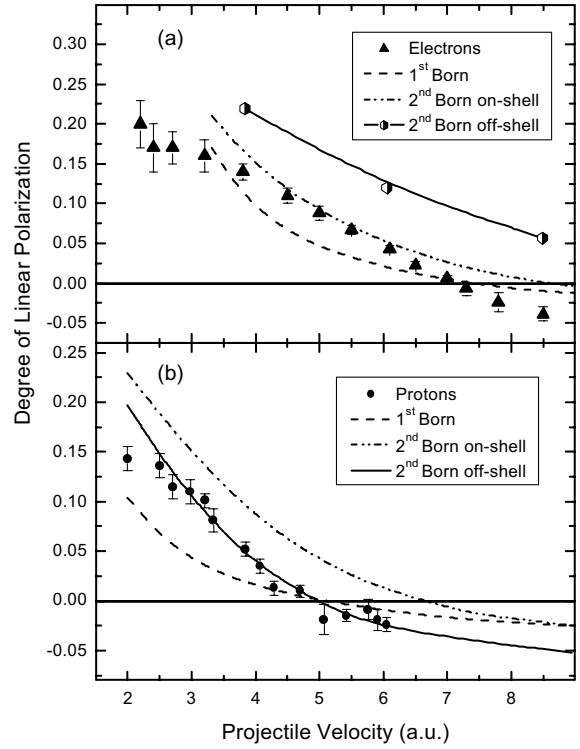 (a)
Electrons
1st Born
2nd Born on-shell
2nd Born off-shell
0.30
0.25
0.20
0.15
0.10
0.05
0.00
-0.05
Degree of Linear Polarization
(b)
Protons
1st Born
2nd Born on-shell
2nd Born off-shell
0.25
0.20
0.15
0.10
0.05
0.00
-0.05
2 3 4 5 6 7 8
Projectile Velocity (a.u.)